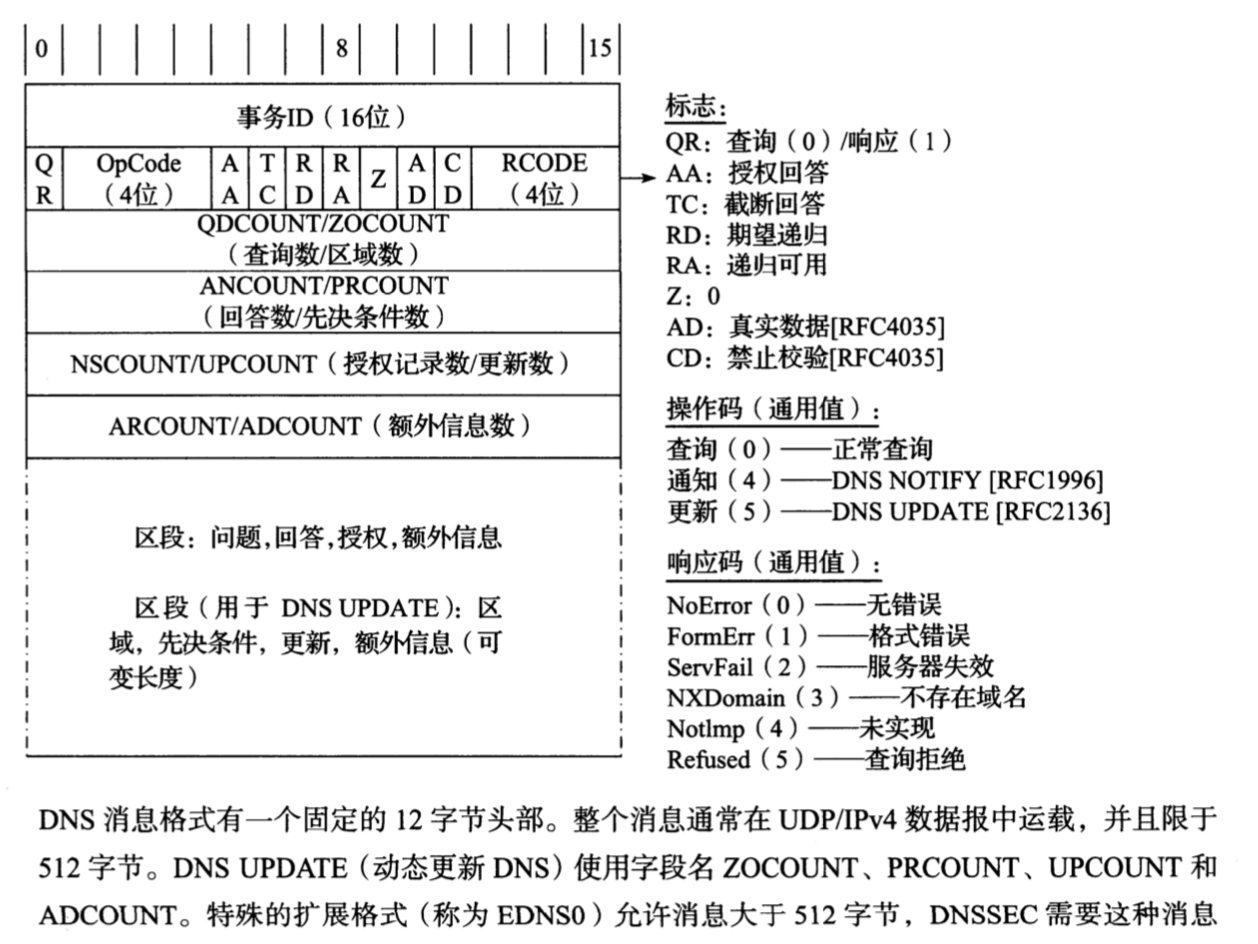 0 8 15
事务ID（16位）
QR OpCode（4位） AA TC RD RA Z AD CD RCODE（4位）
QDCOUNT/ZOCOUNT
（查询数/区域数）
ANCOUNT/PRCOUNT
（回答数/先决条件数）
NSCOUNT/UPCOUNT（授权记录数/更新数）
ARCOUNT/ADCOUNT（额外信息数）
区段：问题,回答,授权,额外信息
区段（用于 DNS UPDATE）：区
域，先决条件，更新，额外信息（可
变长度）
标志：
QR：查询（0）/响应（1）
AA：授权回答
TC：截断回答
RD：期望递归
RA：递归可用
Z：0
AD：真实数据[RFC4035]
CD：禁止校验[RFC4035]
操作码（通用值）：
查询（0）——正常查询
通知（4）——DNS NOTIFY [RFC1996]
更新（5）——DNS UPDATE [RFC2136]
响应码（通用值）：
NoError（0）——无错误
FormErr（1）——格式错误
ServFail（2）——服务器失效
NXDomain（3）——不存在域名
NotImp（4）——未实现
Refused（5）——查询拒绝
DNS 消息格式有一个固定的 12 字节头部。整个消息通常在 UDP/IPv4 数据报中运载，并且限于
512 字节。DNS UPDATE（动态更新 DNS）使用字段名 ZOCOUNT、PRCOUNT、UPCOUNT 和
ADCOUNT。特殊的扩展格式（称为 EDNS0）允许消息大于 512 字节，DNSSEC 需要这种消息